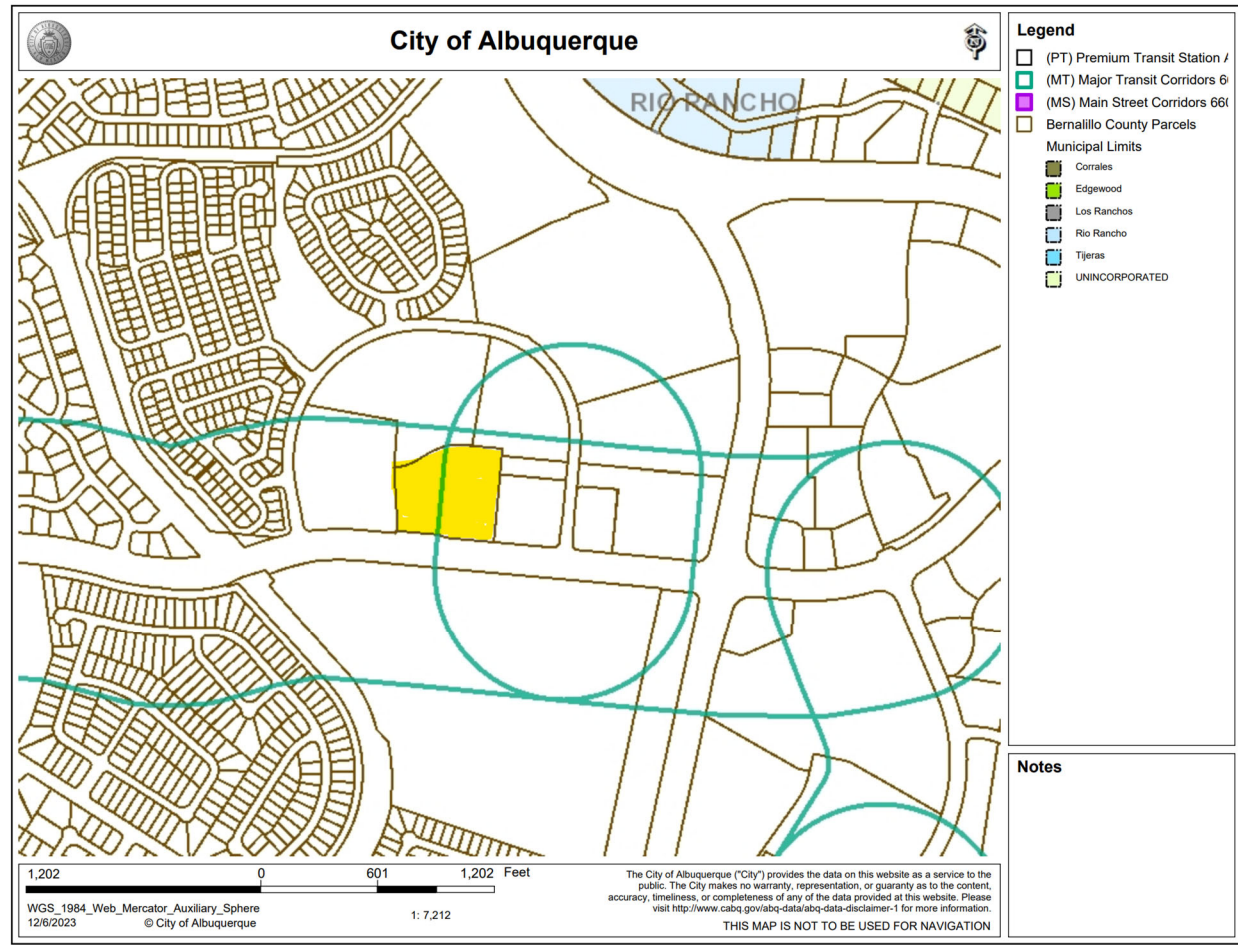 City of Albuquerque
RIO RANCHO
Legend
(PT) Premium Transit Station
(MT) Major Transit Corridors 6
(MS) Main Street Corridors 660
Bernalillo County Parcels
Municipal Limits
Corrales
Edgewood
Los Ranchos
Rio Rancho
Tijeras
UNINCORPORATED
Notes
1,202 0 601 1,202 Feet
WGS_1984_Web_Mercator_Auxiliary_Sphere
12/6/2023 © City of Albuquerque
1: 7,212
The City of Albuquerque ("City") provides the data on this website as a service to the
public. The City makes no warranty, representation, or guaranty as to the content,
accuracy, timeliness, or completeness of any of the data provided at this website. Please
visit http://www.cabq.gov/abq-data/abq-data-disclaimer-1 for more information.
THIS MAP IS NOT TO BE USED FOR NAVIGATION